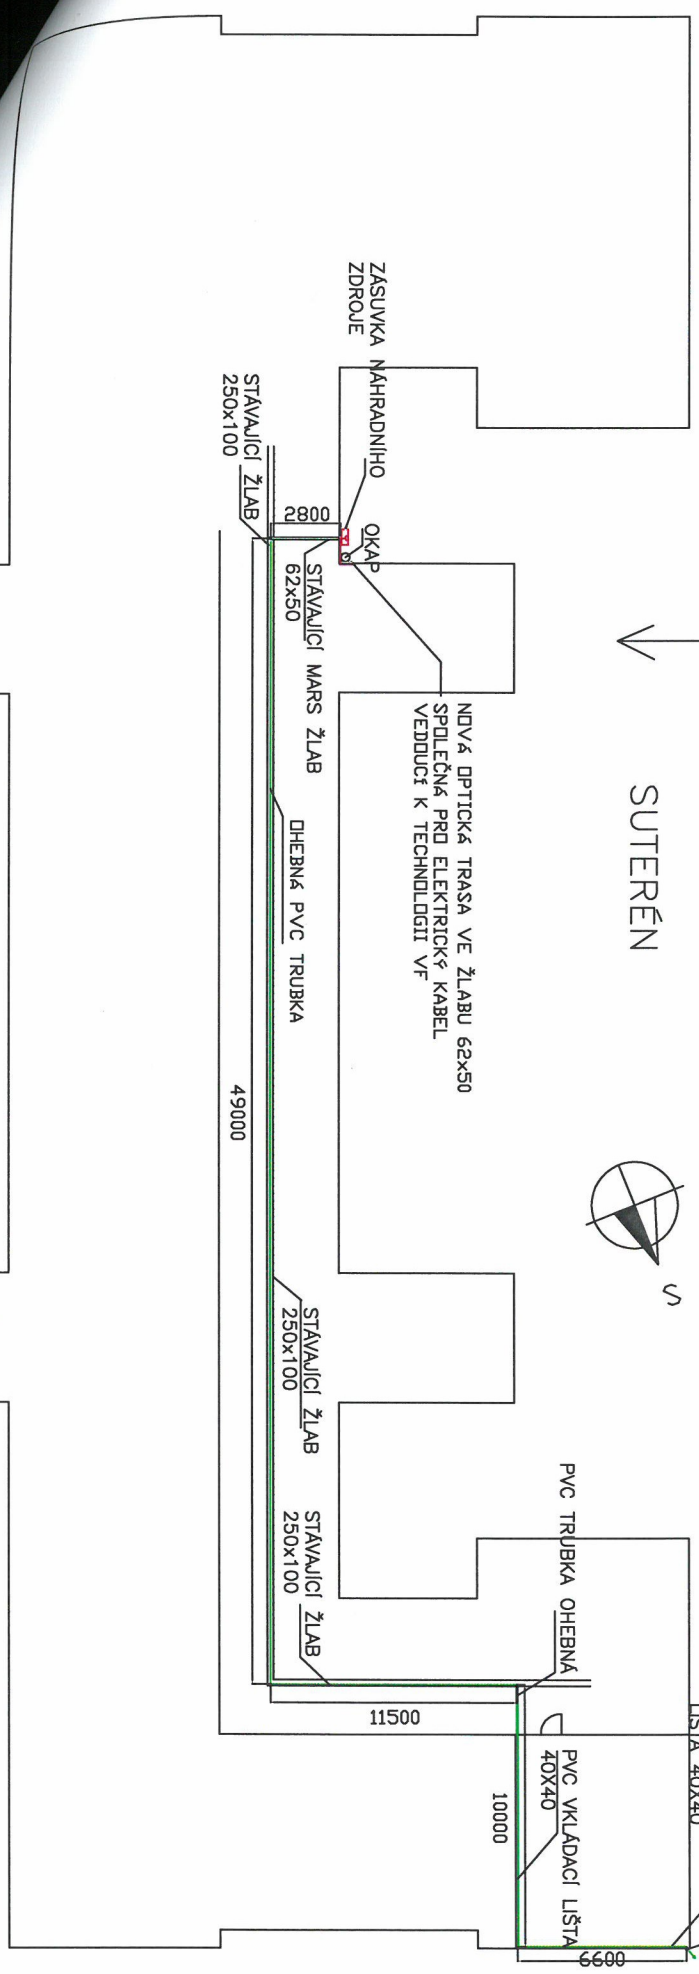 SUTERÉN
S
ZÁSUVKA NÁHRADNÍHO
ZDROJE
OKAP
NOVÁ OPTICKÁ TRASA VE ŽLABU 62x50
SPOLEČNÁ PRO ELEKTRICKÝ KABEL
VEDOUCÍ K TECHNOLOGII VF
STÁVAJÍCÍ ŽLAB
250x100
2800
STÁVAJÍCÍ MARS ŽLAB
62x50
OHEBNÁ PVC TRUBKA
49000
STÁVAJÍCÍ ŽLAB
250x100
STÁVAJÍCÍ ŽLAB
250x100
PVC TRUBKA OHEBNÁ
11500
PVC VKLÁDACÍ LIŠTA
40X40
10000
6600
LIŠTA 40X40